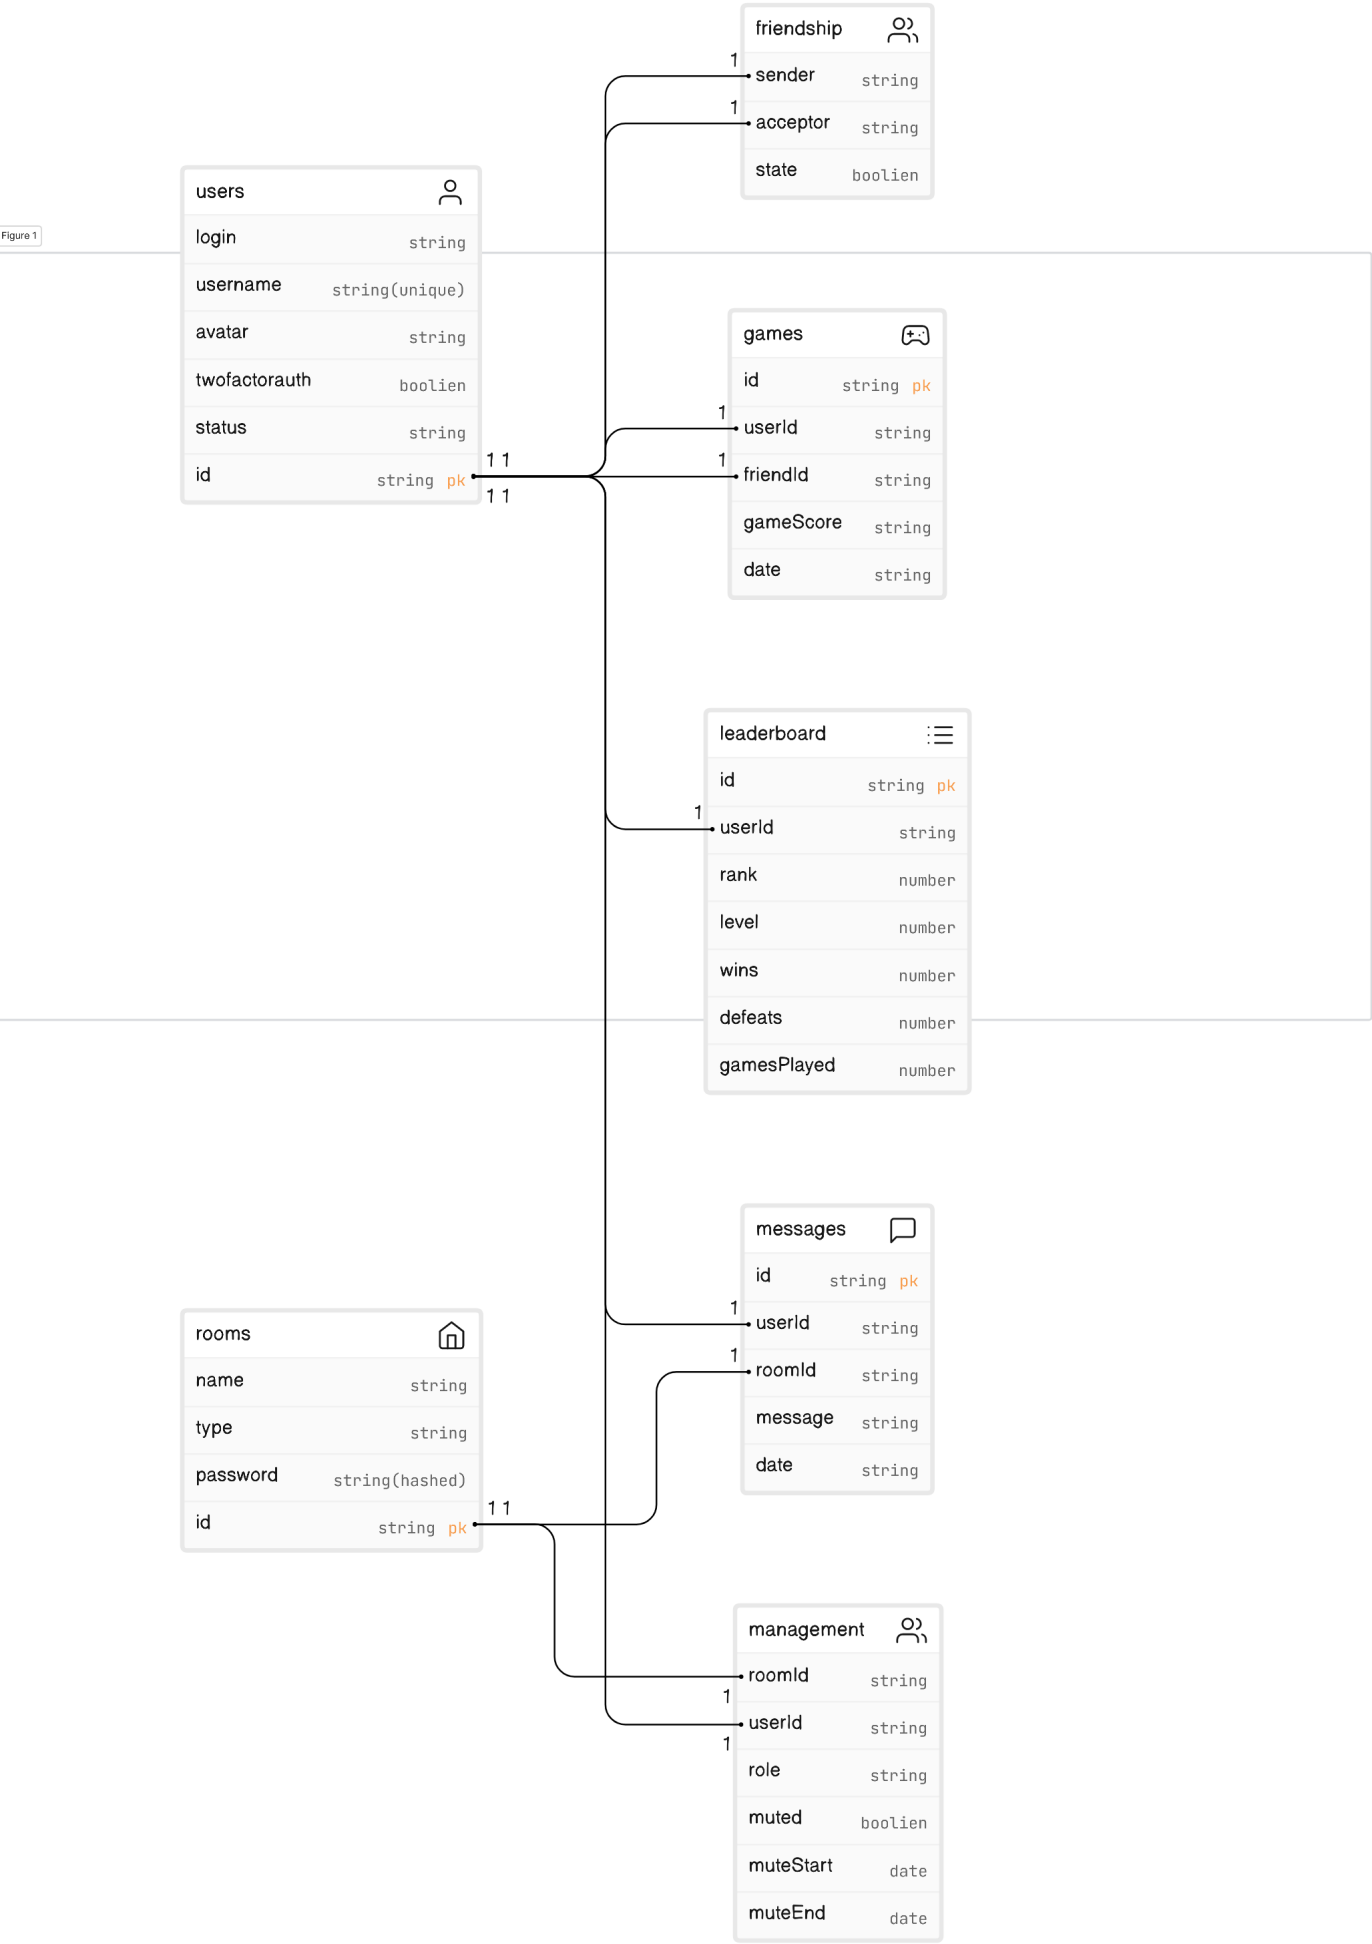 friendship
1
sender string
1
acceptor string
state boolien
users
login string
username string(unique)
avatar string
twofactorauth boolien
status string
1 1
id string pk
1 1
Figure 1
games
id string pk
1
userId string
1
friendId string
gameScore string
date string
leaderboard
id string pk
1
userId string
rank number
level number
wins number
defeats number
gamesPlayed number
messages
id string pk
1
userId string
1
roomId string
message string
date string
rooms
name string
type string
password string(hashed)
1 1
id string pk
management
roomId string
1
userId string
1
role string
muted boolien
muteStart date
muteEnd date